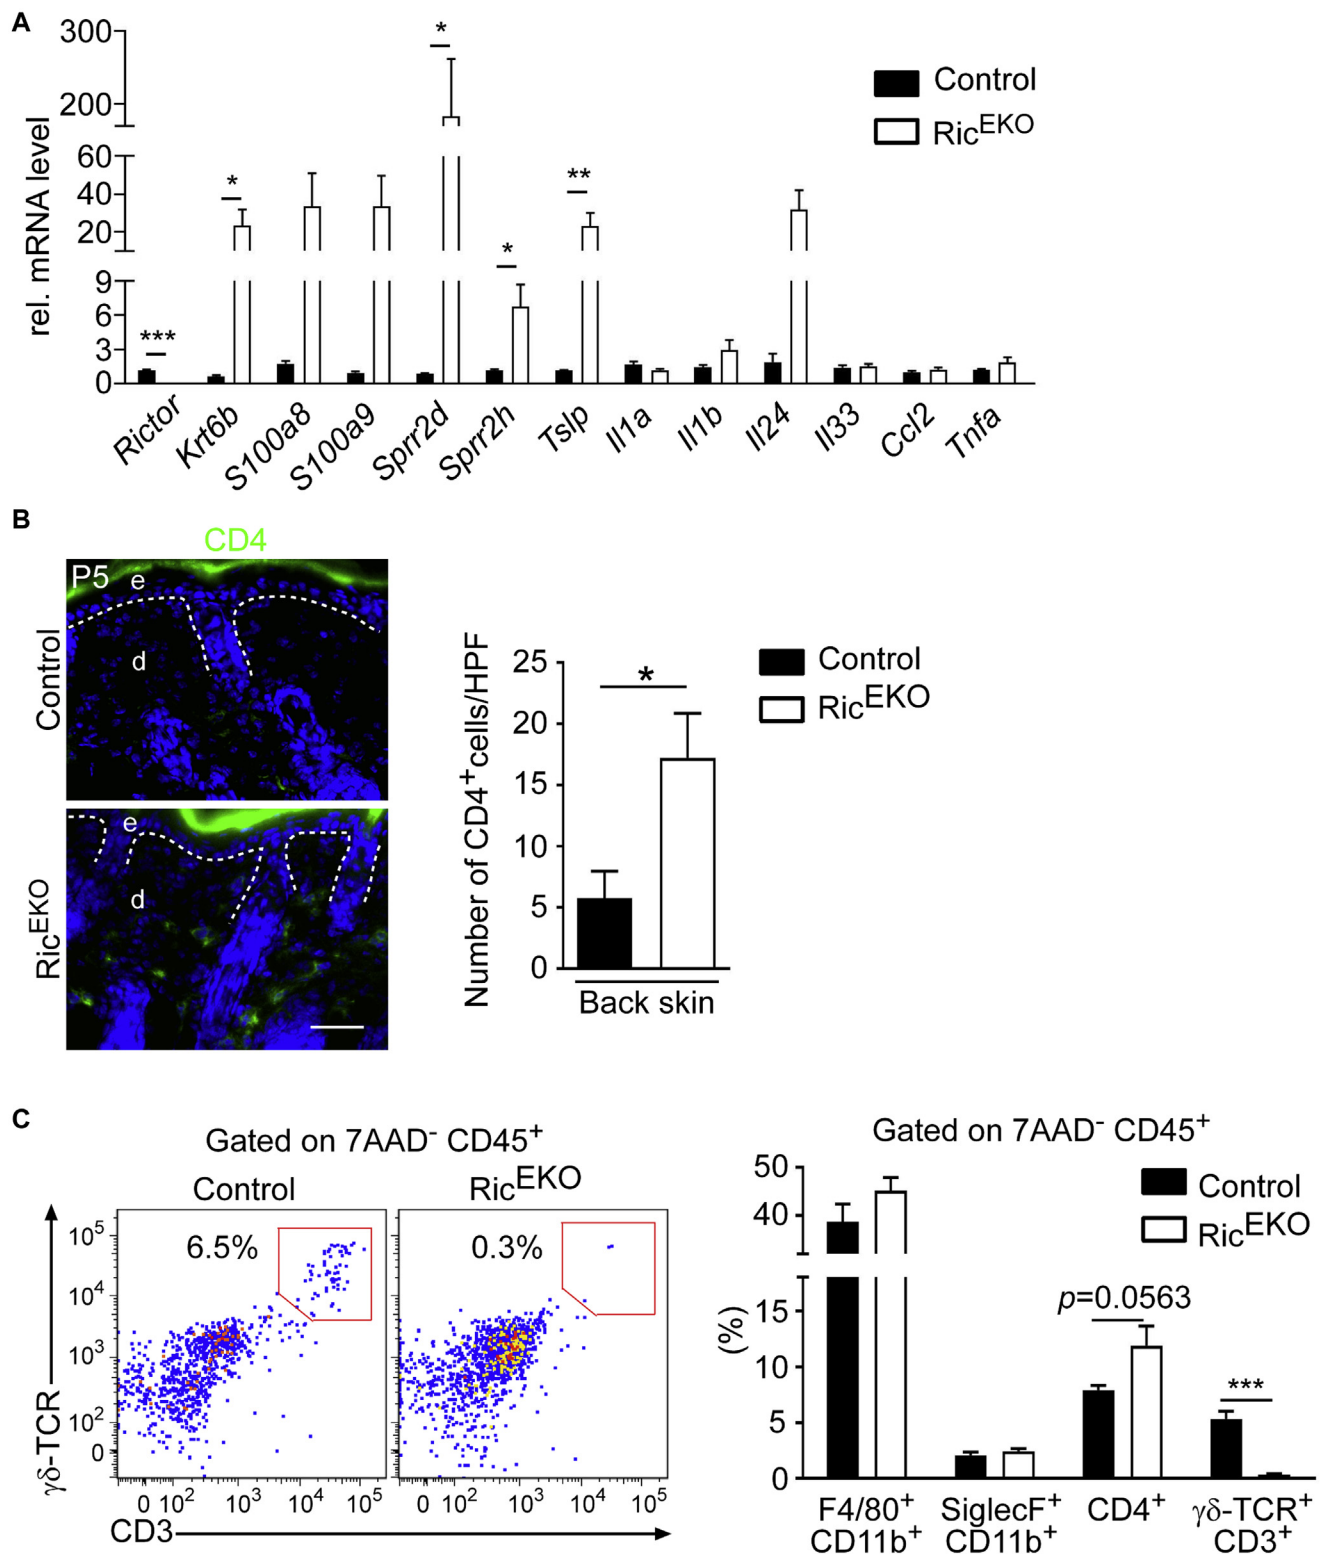 A
rel. mRNA level
300
200
60
40
20
9
6
3
0
***
*
*
*
**
Control
Ric^EKO
Rictor
Krt6b
S100a8
S100a9
Sprr2d
Sprr2h
Tslp
Il1a
Il1b
Il24
Il33
Ccl2
Tnfa
B
CD4
Control
P5
e
d
Ric^EKO
e
d
Number of CD4⁺cells/HPF
25
20
15
10
5
0
*
Back skin
Control
Ric^EKO
C
Gated on 7AAD⁻ CD45⁺
Control
Ric^EKO
γδ-TCR
10⁵
10⁴
10³
10²
0
6.5%
0.3%
0 10² 10³ 10⁴ 10⁵
0 10² 10³ 10⁴ 10⁵
CD3
Gated on 7AAD⁻ CD45⁺
(%)
50
40
15
10
5
0
Control
Ric^EKO
p=0.0563
***
F4/80⁺
CD11b⁺
SiglecF⁺
CD11b⁺
CD4⁺
γδ-TCR⁺
CD3⁺